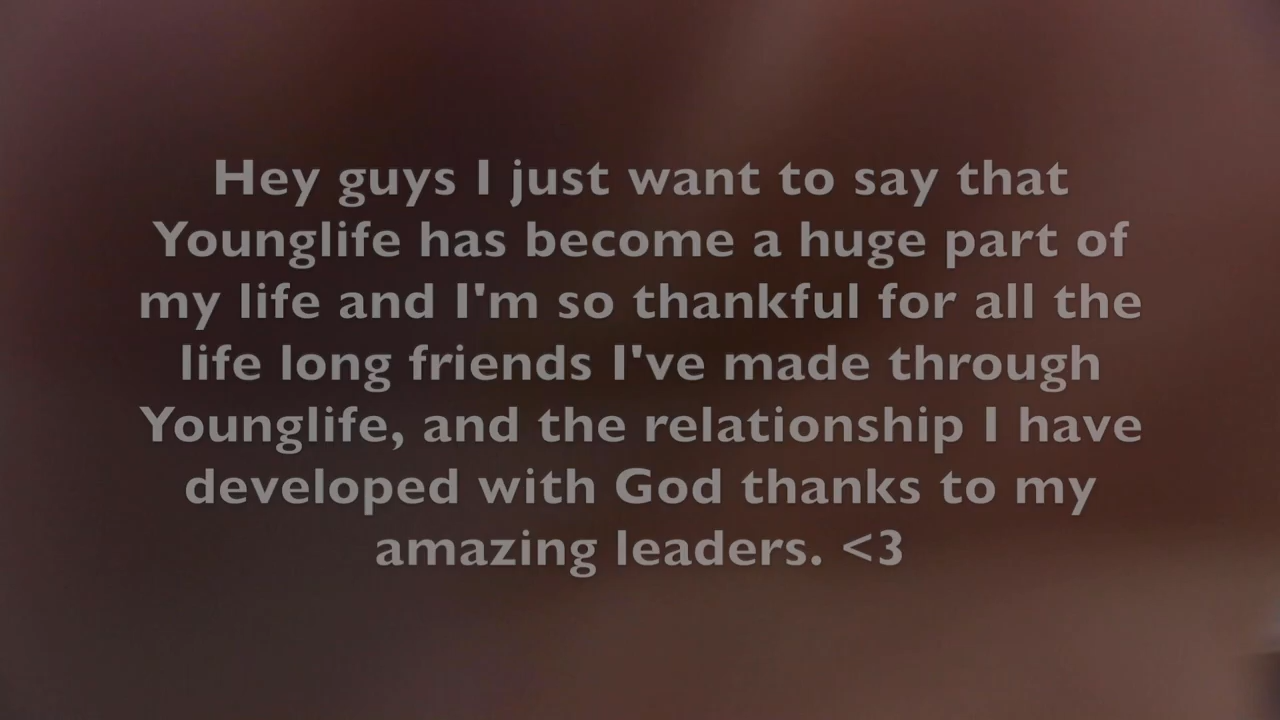 Hey guys I just want to say that
Younglife has become a huge part of
my life and I'm so thankful for all the
life long friends I've made through
Younglife, and the relationship I have
developed with God thanks to my
amazing leaders. <3